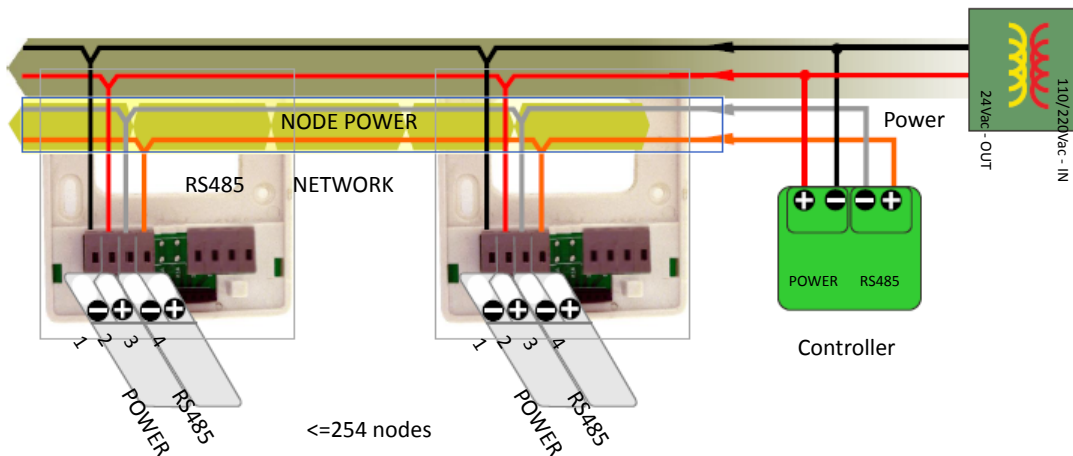 NODE POWER
RS485 NETWORK
Power
24Vac - OUT
110/220Vac - IN
+ - - +
POWER RS485
Controller
- + - +
1 2 3 4
POWER
RS485
- + - +
1 2 3 4
POWER
RS485
<=254 nodes